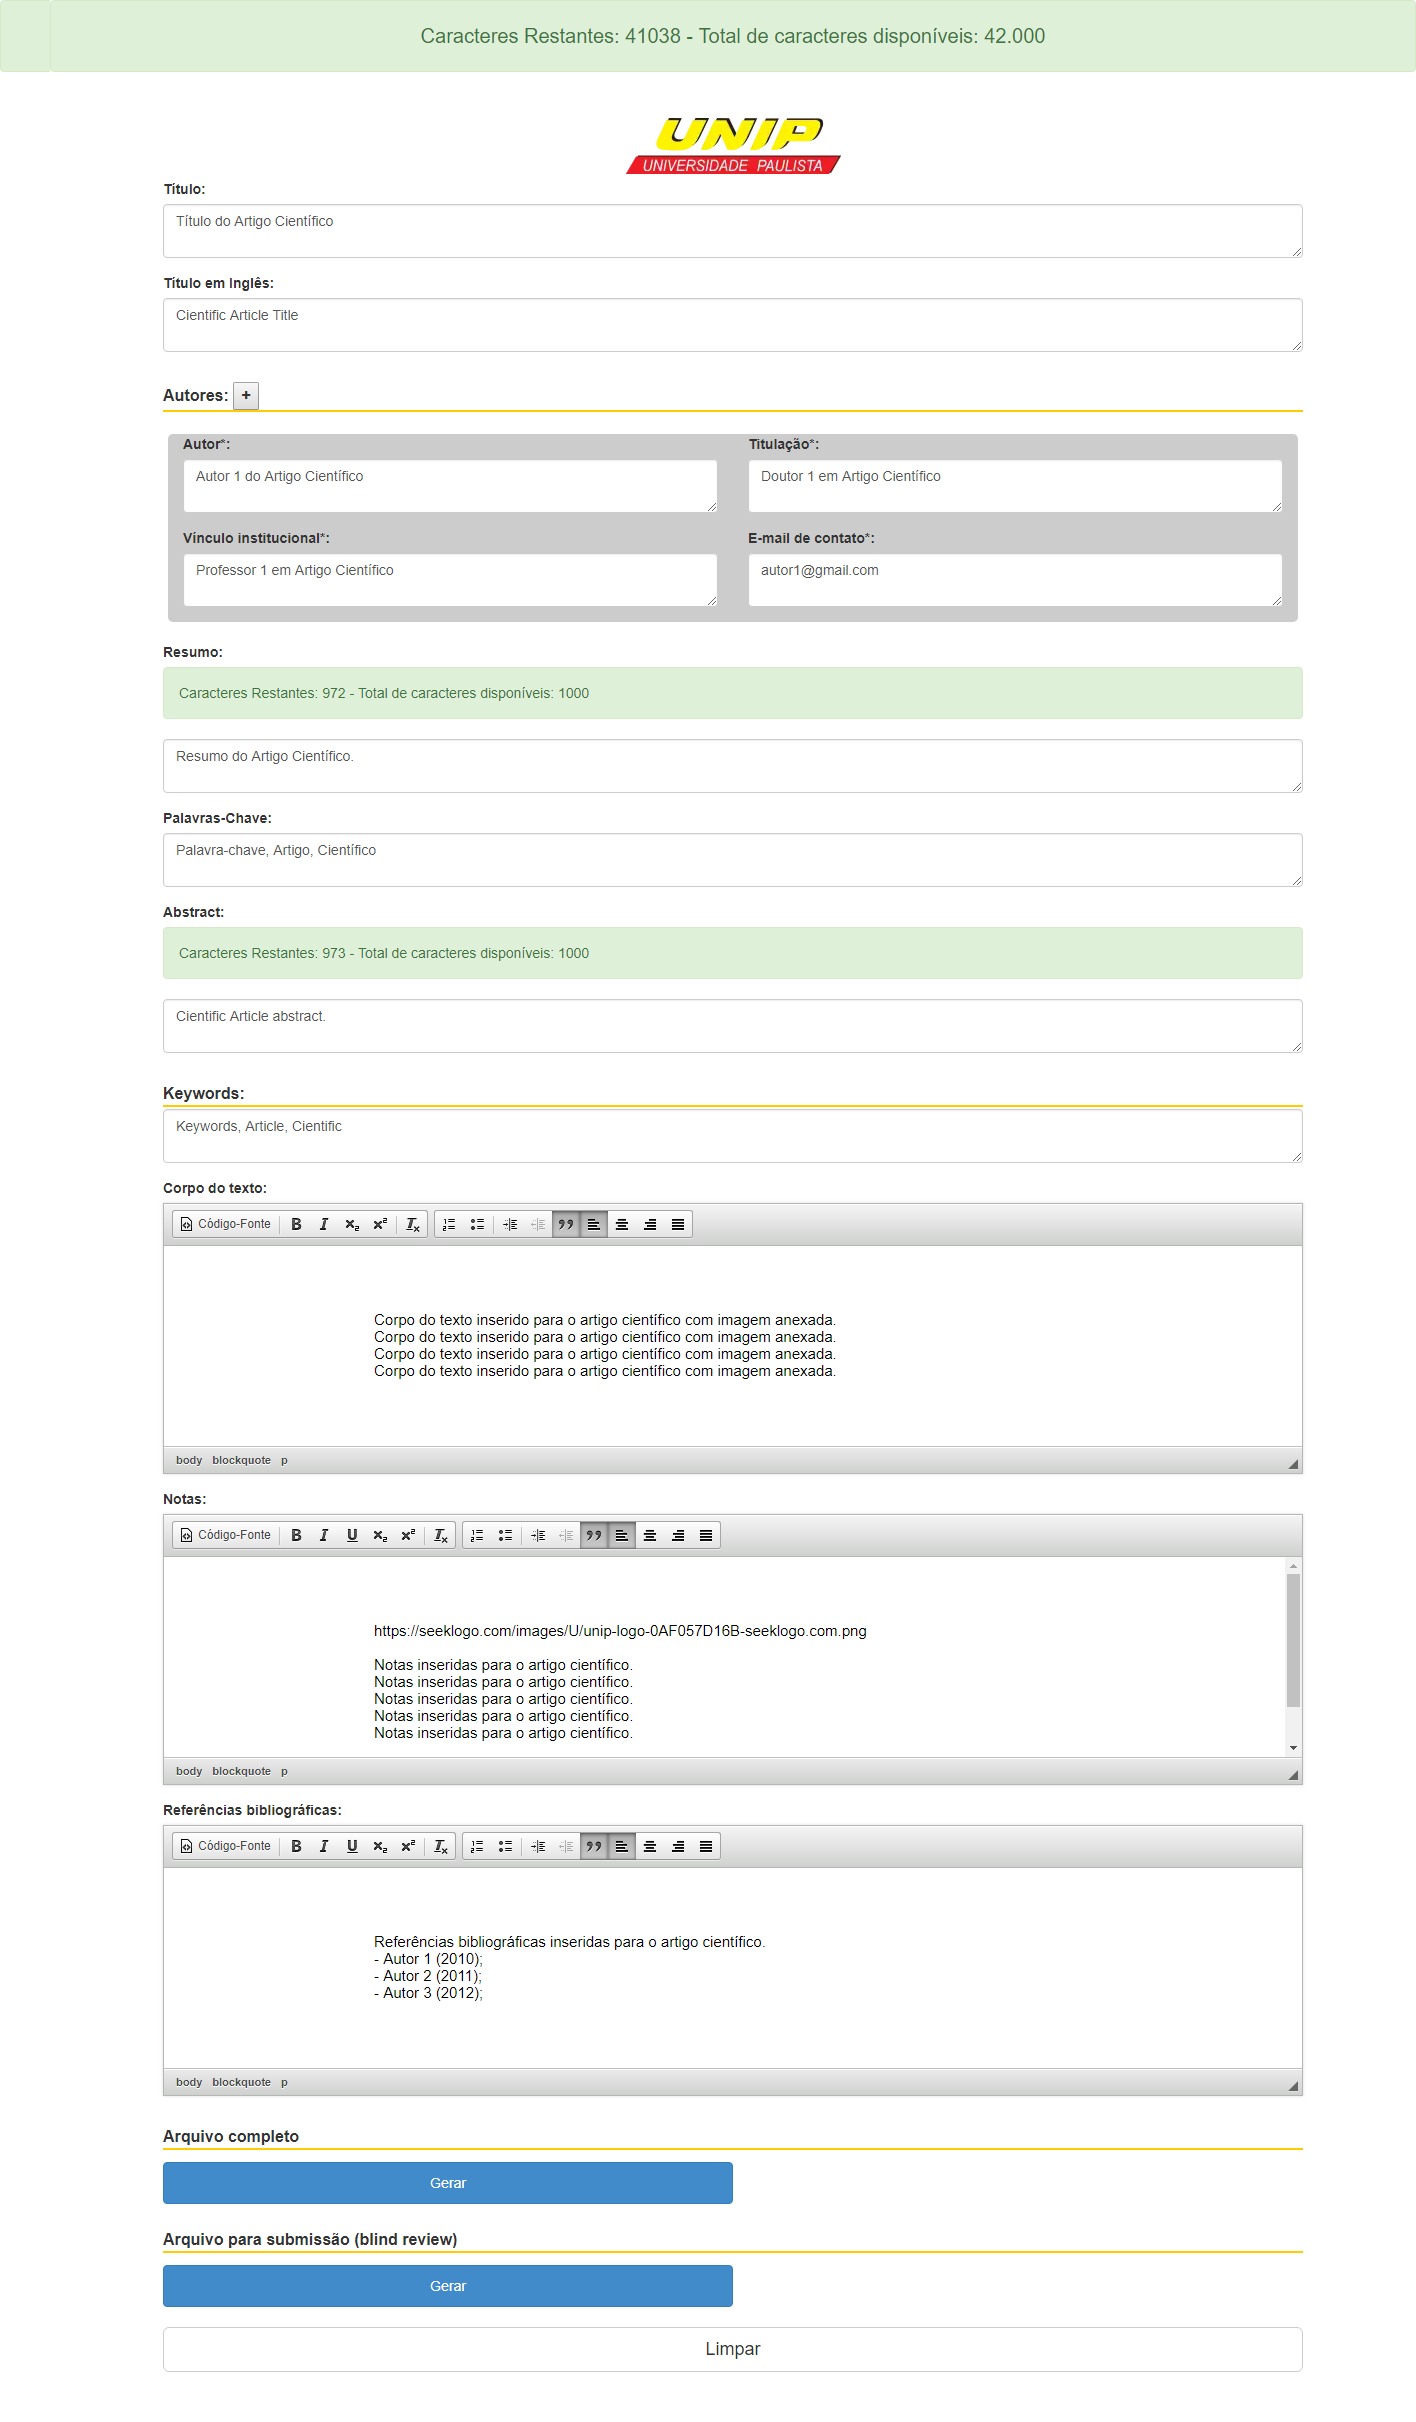 Caracteres Restantes: 41038 - Total de caracteres disponíveis: 42.000
UNIP
UNIVERSIDADE PAULISTA
Título:
Título do Artigo Científico
Título em Inglês:
Cientific Article Title
Autores: +
Autor*: Titulação*:
Autor 1 do Artigo Científico Doutor 1 em Artigo Científico
Vínculo institucional*: E-mail de contato*:
Professor 1 em Artigo Científico autor1@gmail.com
Resumo:
Caracteres Restantes: 972 - Total de caracteres disponíveis: 1000
Resumo do Artigo Científico.
Palavras-Chave:
Palavra-chave, Artigo, Científico
Abstract:
Caracteres Restantes: 973 - Total de caracteres disponíveis: 1000
Cientific Article abstract.
Keywords:
Keywords, Article, Cientific
Corpo do texto:
Código-Fonte
Corpo do texto inserido para o artigo científico com imagem anexada.
Corpo do texto inserido para o artigo científico com imagem anexada.
Corpo do texto inserido para o artigo científico com imagem anexada.
Corpo do texto inserido para o artigo científico com imagem anexada.
body blockquote p
Notas:
Código-Fonte
https://seeklogo.com/images/U/unip-logo-0AF057D16B-seeklogo.com.png
Notas inseridas para o artigo científico.
Notas inseridas para o artigo científico.
Notas inseridas para o artigo científico.
Notas inseridas para o artigo científico.
Notas inseridas para o artigo científico.
body blockquote p
Referências bibliográficas:
Código-Fonte
Referências bibliográficas inseridas para o artigo científico.
- Autor 1 (2010);
- Autor 2 (2011);
- Autor 3 (2012);
body blockquote p
Arquivo completo
Gerar
Arquivo para submissão (blind review)
Gerar
Limpar